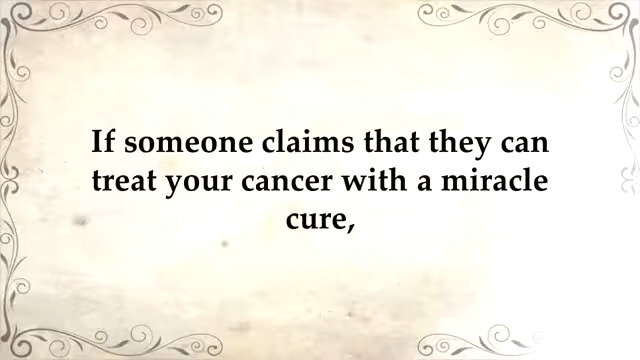 If someone claims that they can
treat your cancer with a miracle
cure,